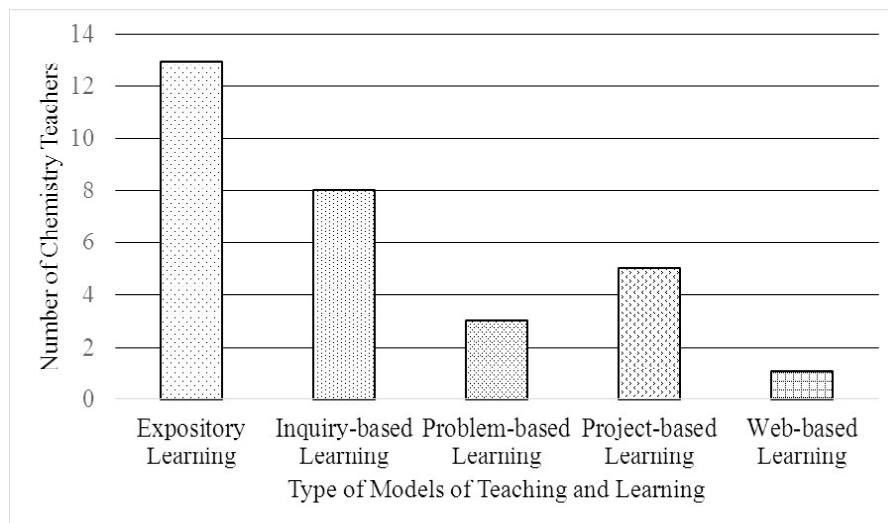 Number of Chemistry Teachers
14
12
10
8
6
4
2
0
Expository Learning
Inquiry-based Learning
Problem-based Learning
Project-based Learning
Web-based Learning
Type of Models of Teaching and Learning